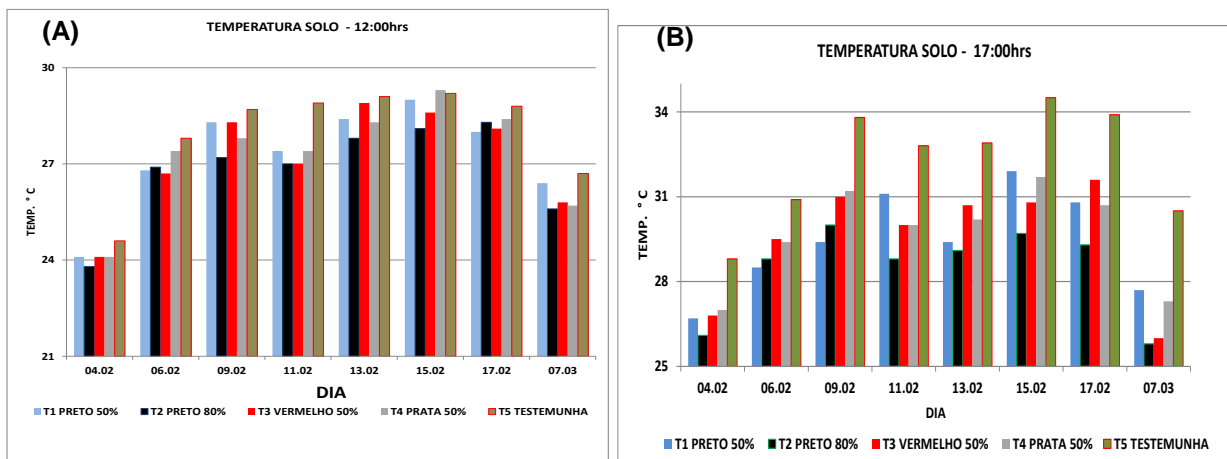 (A)
TEMPERATURA SOLO - 12:00hrs
30
27
24
21
TEMP. ° C
04.02 06.02 09.02 11.02 13.02 15.02 17.02 07.03
DIA
T1 PRETO 50% T2 PRETO 80% T3 VERMELHO 50% T4 PRATA 50% T5 TESTEMUNHA
(B)
TEMPERATURA SOLO - 17:00hrs
34
31
28
25
TEMP. ° C
04.02 06.02 09.02 11.02 13.02 15.02 17.02 07.03
DIA
T1 PRETO 50% T2 PRETO 80% T3 VERMELHO 50% T4 PRATA 50% T5 TESTEMUNHA